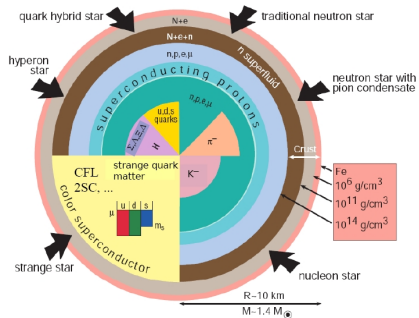 quark hybrid star
traditional neutron star
N+e
N+e+n
n,p,e,μ
n superfluid
hyperon
star
neutron star with
pion condensate
superconducting protons
n,p,e,μ
u,d,s
quarks
Σ,Λ,Ξ,Δ
H
π⁻
K⁻
Crust
strange quark
matter
CFL
2SC, ...
u d s
μ
mₛ
color superconductor
Fe
10⁶ g/cm³
10¹¹ g/cm³
10¹⁴ g/cm³
strange star
nucleon star
R~10 km
M~1.4 M☉